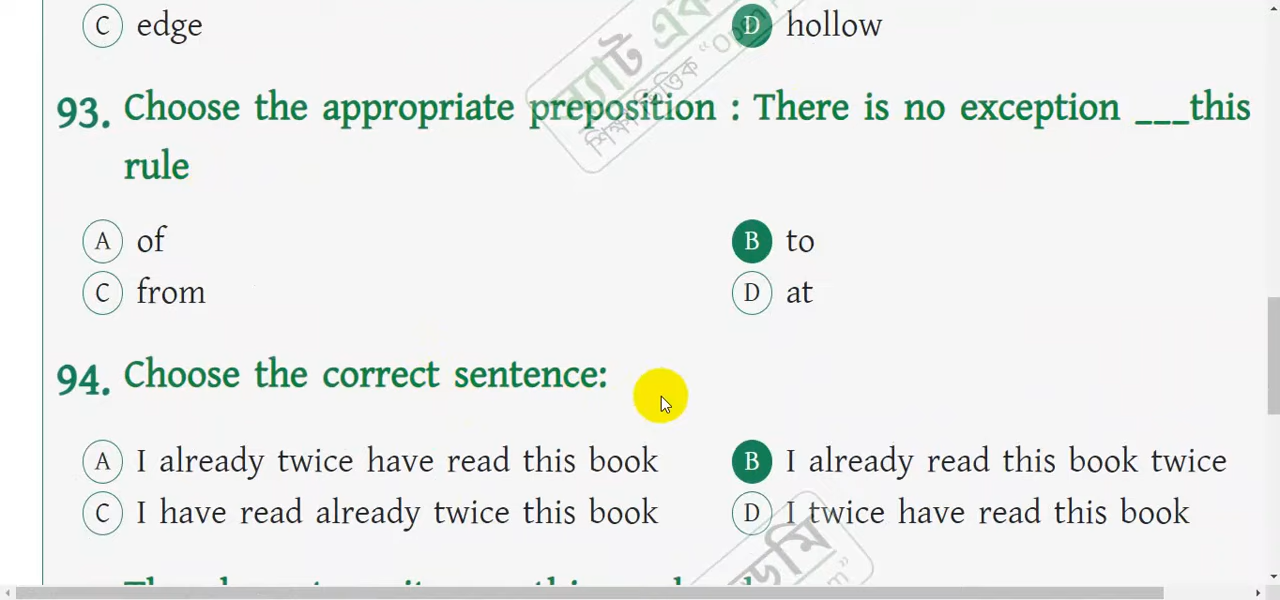 C edge D hollow
93. Choose the appropriate preposition : There is no exception ___this
rule
A of B to
C from D at
94. Choose the correct sentence:
A I already twice have read this book B I already read this book twice
C I have read already twice this book D I twice have read this book